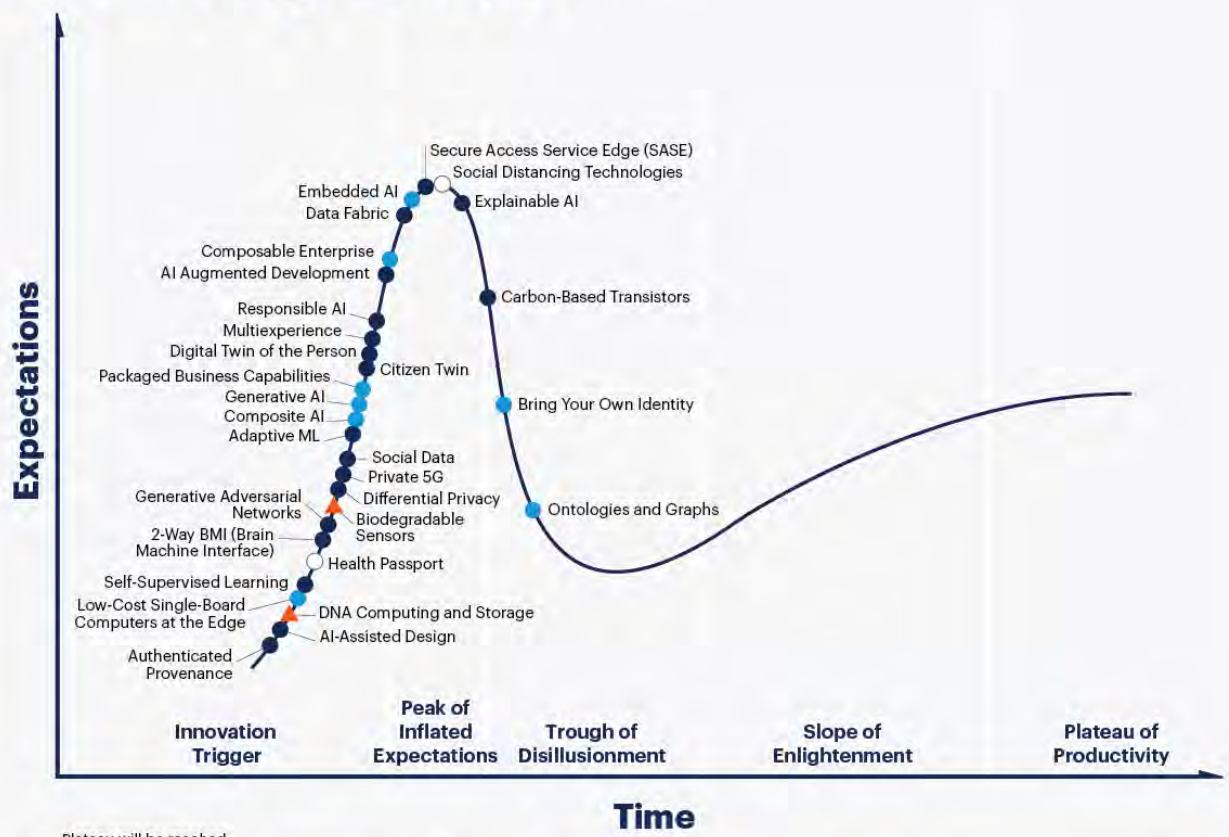 Secure Access Service Edge (SASE)
Social Distancing Technologies
Embedded AI
Explainable AI
Data Fabric
Composable Enterprise
AI Augmented Development
Carbon-Based Transistors
Responsible AI
Multiexperience
Digital Twin of the Person
Citizen Twin
Packaged Business Capabilities
Generative AI
Bring Your Own Identity
Composite AI
Adaptive ML
Social Data
Private 5G
Differential Privacy
Generative Adversarial
Networks
Biodegradable
Sensors
Ontologies and Graphs
2-Way BMI (Brain
Machine Interface)
Health Passport
Self-Supervised Learning
Low-Cost Single-Board
Computers at the Edge
DNA Computing and Storage
AI-Assisted Design
Authenticated
Provenance
Expectations
Innovation
Trigger
Peak of
Inflated
Expectations
Trough of
Disillusionment
Slope of
Enlightenment
Plateau of
Productivity
Time
Plateau will be reached